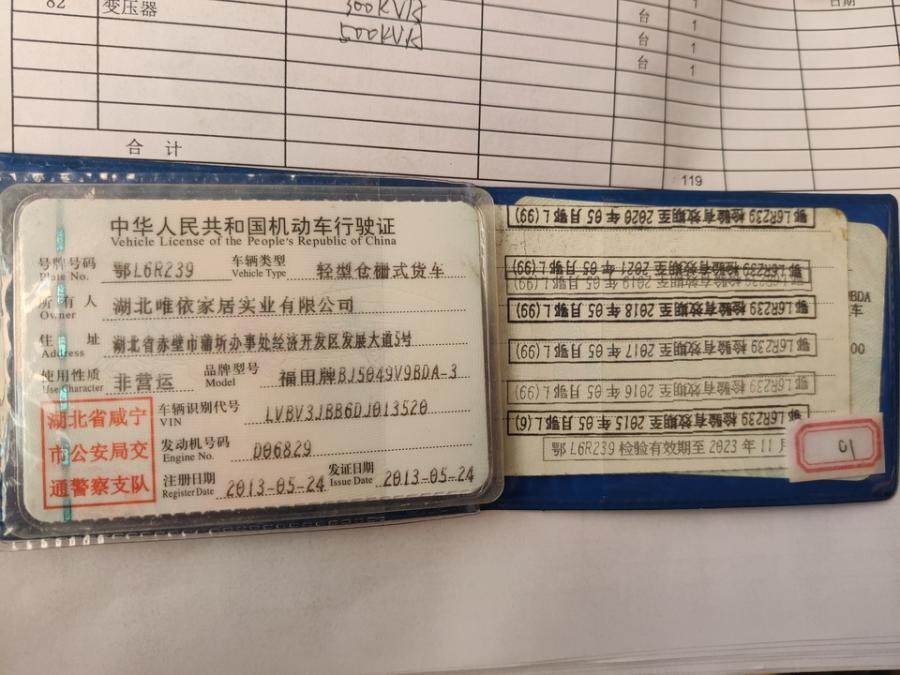 82 变压器 300KVA 台 1 日期
500KVA 台 1
台 1
合 计
119
中华人民共和国机动车行驶证
Vehicle License of the People's Republic of China
号牌号码 鄂L6R239 车辆类型 轻型仓栅式货车
Plate No. Vehicle Type
所有人 湖北唯依家居实业有限公司
Owner
住 址 湖北省赤壁市蒲圻办事处经济开发区发展大道5号
Address
使用性质 非营运 品牌型号 福田牌BJ5049V9BDA-3
Use Character Model
湖北省咸宁
市公安局交
通警察支队
车辆识别代号 LVBV3JBB6DJ013520
VIN
发动机号码 D06829
Engine No.
注册日期 2013-05-24 发证日期 2013-05-24
Register Date Issue Date
鄂L6R239 检验有效期至 2020年05月鄂L(99)
鄂L6R239 检验有效期至 2021年05月鄂L(99)
鄂L6R239 检验有效期至 2019年05月鄂L(99)
鄂L6R239 检验有效期至 2018年05月鄂L(99)
鄂L6R239 检验有效期至 2017年05月鄂L(99)
鄂L6R239 检验有效期至 2016年05月鄂L(99)
鄂L6R239 检验有效期至 2015年05月鄂L(6)
鄂L6R239 检验有效期至 2023年11月
BDA
车
00
01